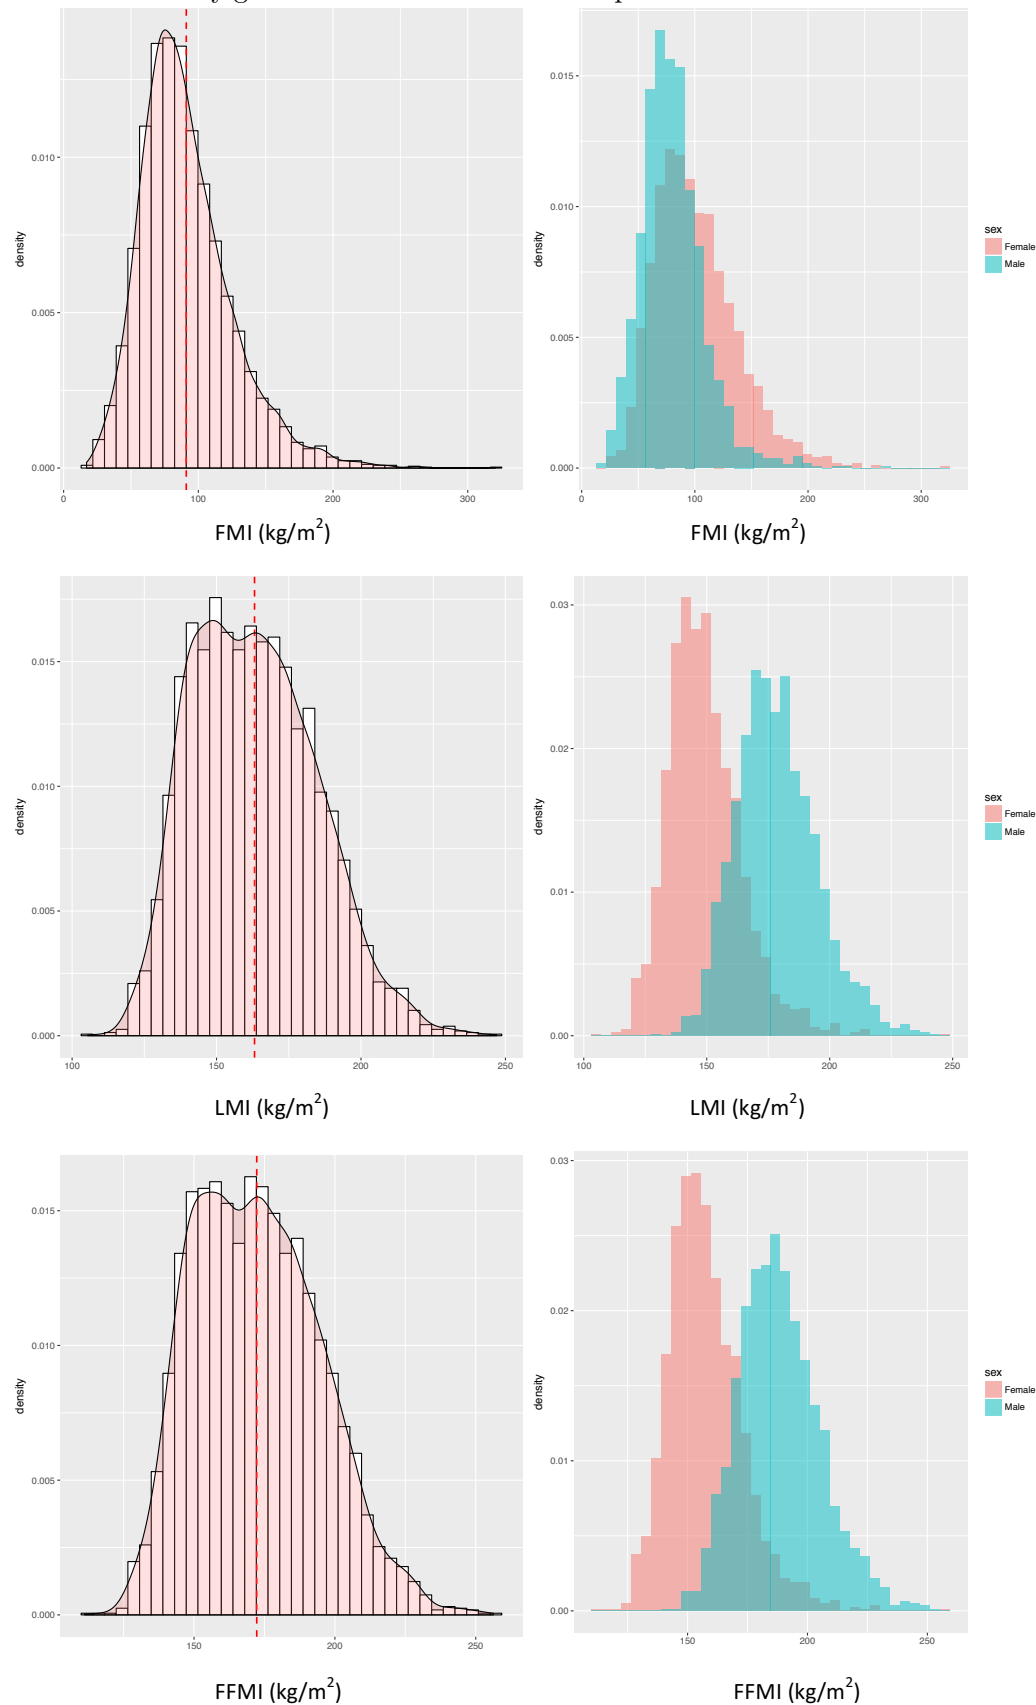 density
0.010
0.005
0.000
0
100
200
300
FMI (kg/m²)
density
0.015
0.010
0.005
0.000
0
100
200
300
FMI (kg/m²)
sex
Female
Male
density
0.015
0.010
0.005
0.000
100
150
200
250
LMI (kg/m²)
density
0.03
0.02
0.01
0.00
100
150
200
250
LMI (kg/m²)
sex
Female
Male
density
0.015
0.010
0.005
0.000
150
200
250
FFMI (kg/m²)
density
0.03
0.02
0.01
0.00
150
200
250
FFMI (kg/m²)
sex
Female
Male